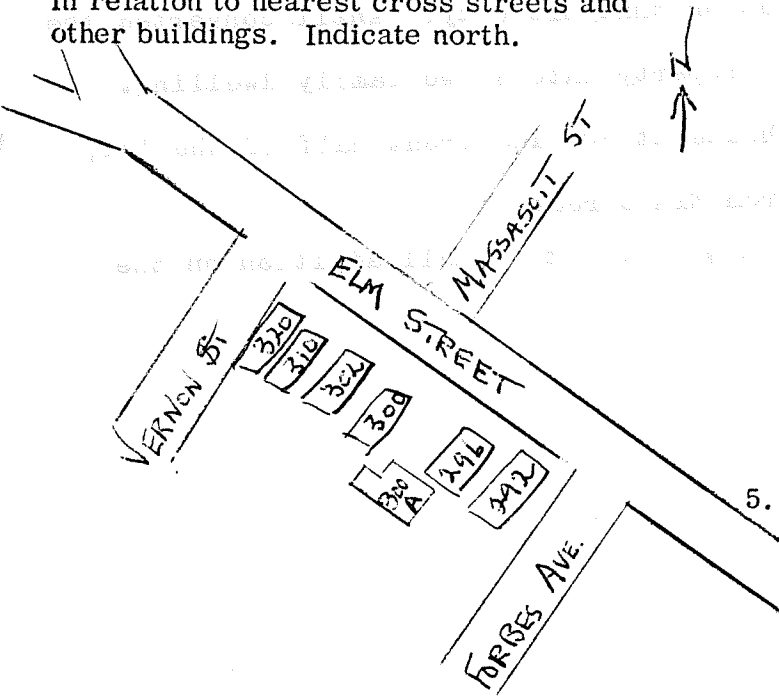 in relation to nearest cross streets and
other buildings. Indicate north.
N
MASSASOIT ST
ELM STREET
VERNON St
320
310
302
300
296
292
300
A
5.
FORBES AVE.